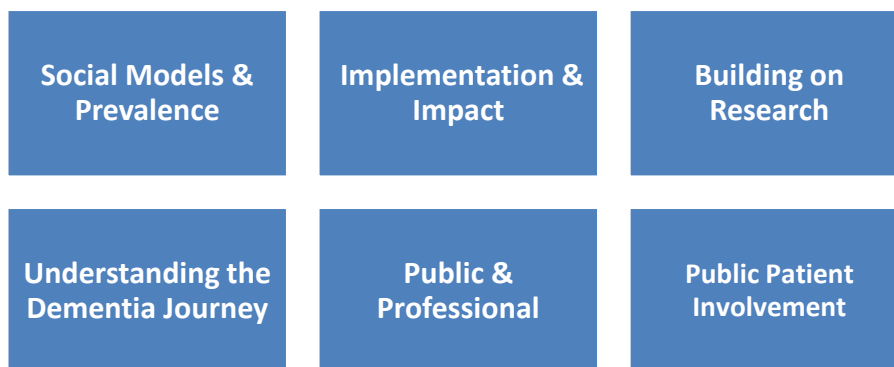 Social Models &
Prevalence
Implementation &
Impact
Building on
Research
Understanding the
Dementia Journey
Public &
Professional
Public Patient
Involvement